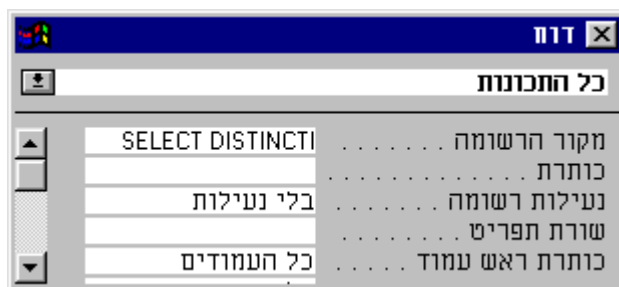 דוח
כל התכונות
מקור הרשומה . . . . . . . SELECT DISTINCTI
כותרת . . . . . . . . . . . . .
נעילות רשומה . . . . . . . בלי נעילות
שורת תפריט . . . . . . . .
כותרת ראש עמוד . . . . . כל העמודים